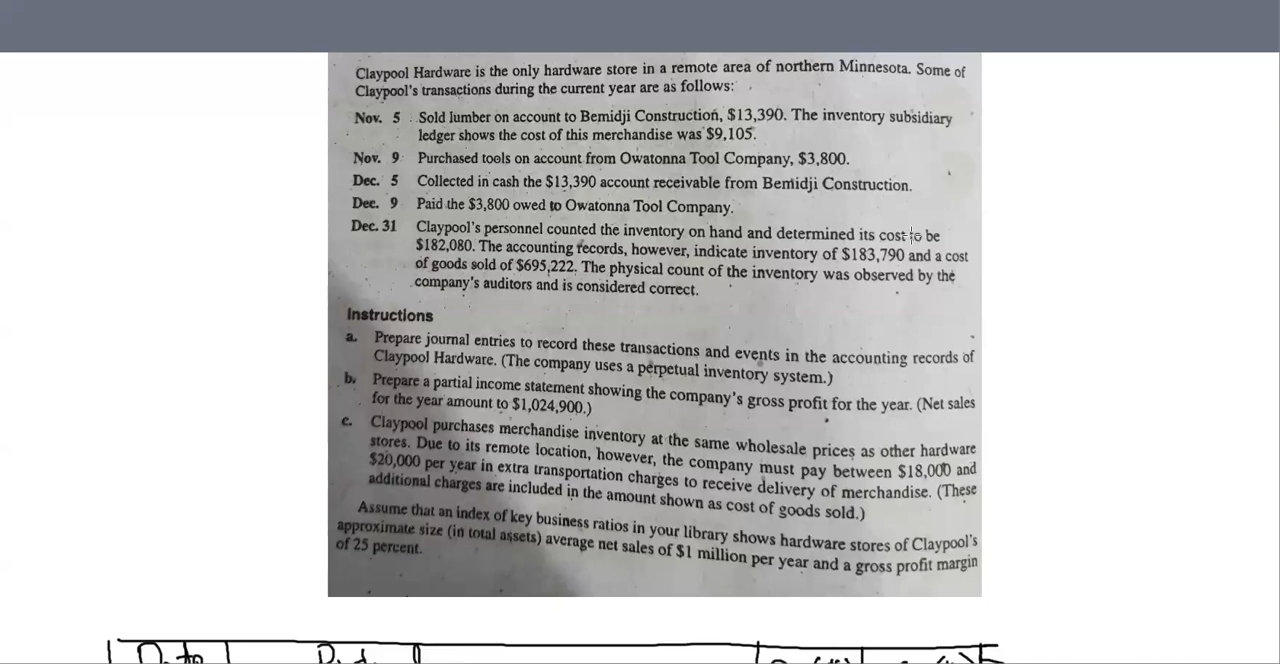 Claypool Hardware is the only hardware store in a remote area of northern Minnesota. Some of
Claypool's transactions during the current year are as follows:
Nov. 5 Sold lumber on account to Bemidji Construction, $13,390. The inventory subsidiary
ledger shows the cost of this merchandise was $9,105.
Nov. 9 Purchased tools on account from Owatonna Tool Company, $3,800.
Dec. 5 Collected in cash the $13,390 account receivable from Bemidji Construction.
Dec. 9 Paid the $3,800 owed to Owatonna Tool Company.
Dec. 31 Claypool's personnel counted the inventory on hand and determined its cost to be
$182,080. The accounting records, however, indicate inventory of $183,790 and a cost
of goods sold of $695,222. The physical count of the inventory was observed by the
company's auditors and is considered correct.
Instructions
a. Prepare journal entries to record these transactions and events in the accounting records of
Claypool Hardware. (The company uses a perpetual inventory system.)
b. Prepare a partial income statement showing the company's gross profit for the year. (Net sales
for the year amount to $1,024,900.)
c. Claypool purchases merchandise inventory at the same wholesale prices as other hardware
stores. Due to its remote location, however, the company must pay between $18,000 and
$20,000 per year in extra transportation charges to receive delivery of merchandise. (These
additional charges are included in the amount shown as cost of goods sold.)
Assume that an index of key business ratios in your library shows hardware stores of Claypool's
approximate size (in total assets) average net sales of $1 million per year and a gross profit margin
of 25 percent.
Date